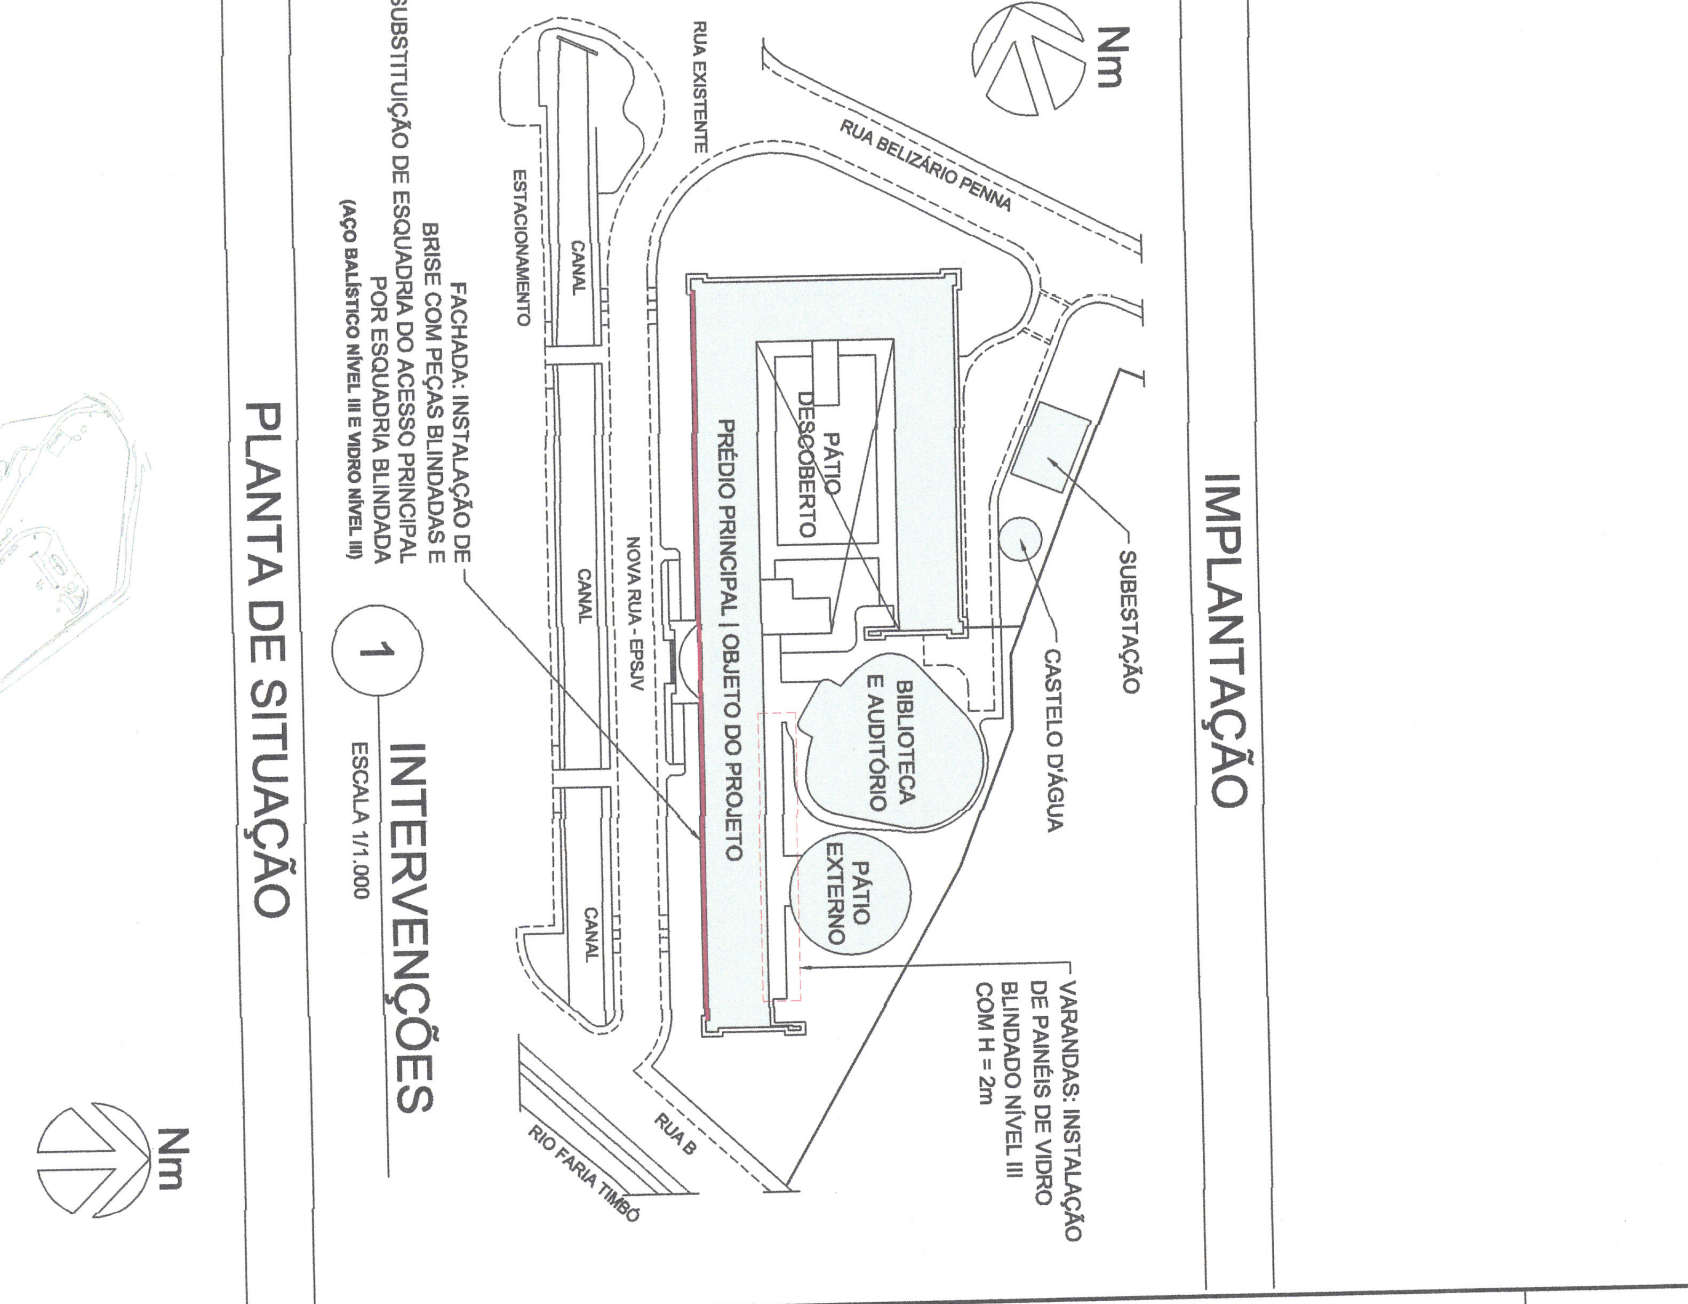 IMPLANTAÇÃO
Nm
RUA BELIZÁRIO PENNA
RUA EXISTENTE
SUBESTAÇÃO
CASTELO D'ÁGUA
VARANDAS: INSTALAÇÃO
DE PAINÉIS DE VIDRO
BLINDADO NÍVEL III
COM H = 2m
BIBLIOTECA
E AUDITÓRIO
PÁTIO
EXTERNO
PÁTIO
DESCOBERTO
PRÉDIO PRINCIPAL | OBJETO DO PROJETO
NOVA RUA - EPSJV
CANAL
CANAL
CANAL
ESTACIONAMENTO
RUA B
RIO FARIA TIMBÓ
FACHADA: INSTALAÇÃO DE
BRISE COM PEÇAS BLINDADAS E
SUBSTITUIÇÃO DE ESQUADRIA DO ACESSO PRINCIPAL
POR ESQUADRIA BLINDADA
(AÇO BALÍSTICO NÍVEL III E VIDRO NÍVEL III)
1
INTERVENÇÕES
ESCALA 1/1.000
PLANTA DE SITUAÇÃO
Nm